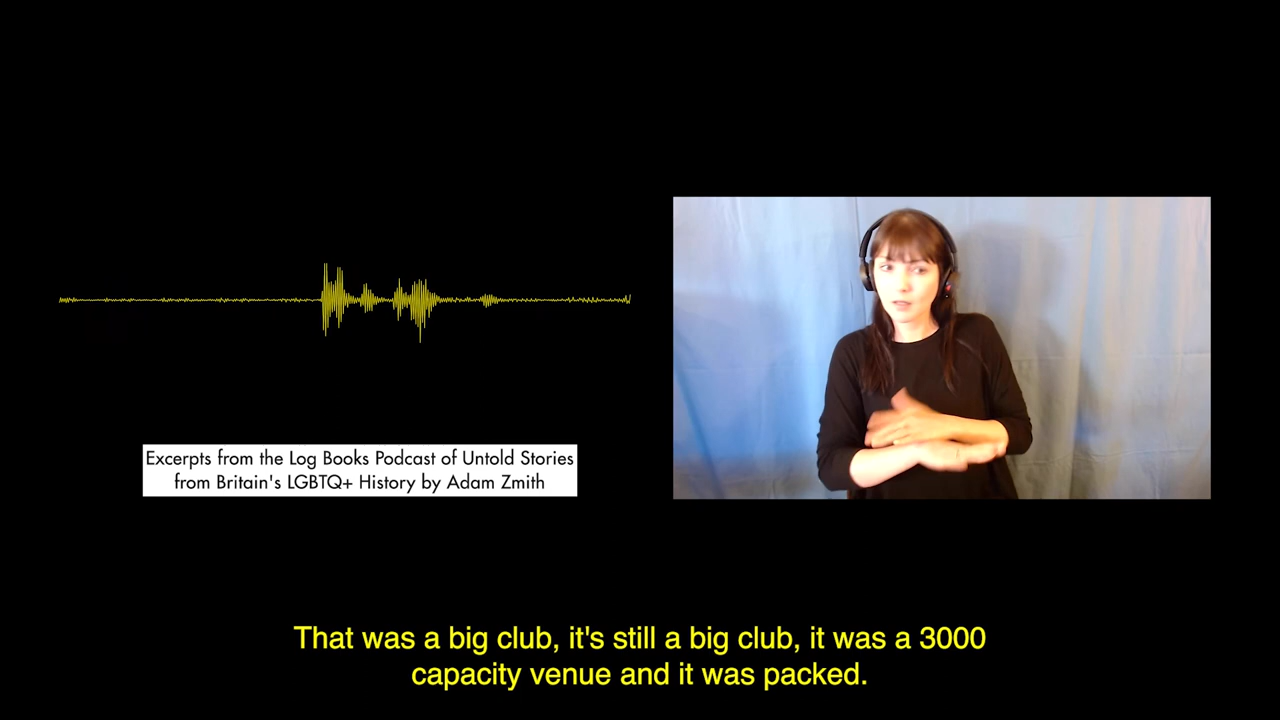 Excerpts from the Log Books Podcast of Untold Stories
from Britain's LGBTQ+ History by Adam Zmith
That was a big club, it's still a big club, it was a 3000
capacity venue and it was packed.